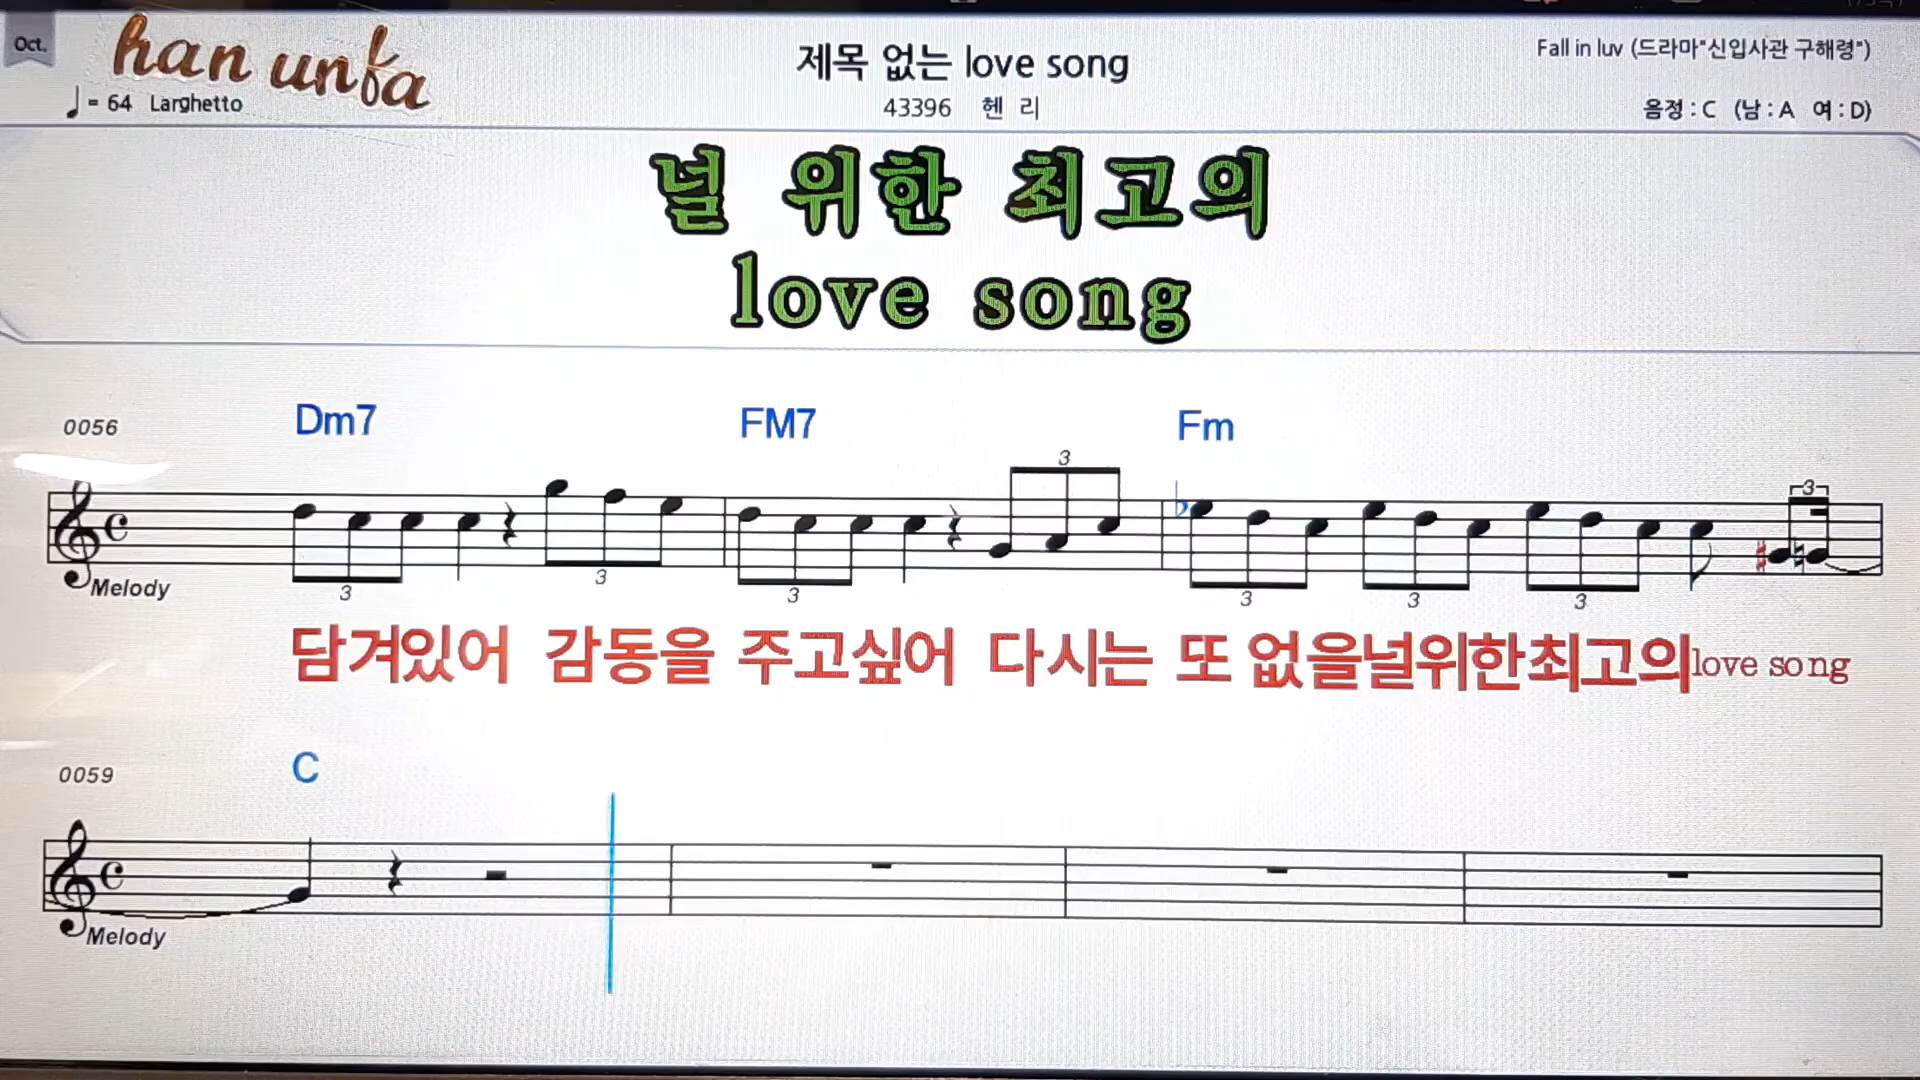 Oct.
han unfa
제목 없는 love song
Fall in luv (드라마"신입사관 구해령")
♩= 64 Larghetto
43396 헨 리
음정 : C (남 : A 여 : D)
널 위한 최고의
love song
0056 Dm7 FM7 Fm
3
3
3
3
3
3
3
3
Melody
담겨있어 감동을 주고싶어 다시는 또 없을널위한최고의love song
0059 C
Melody